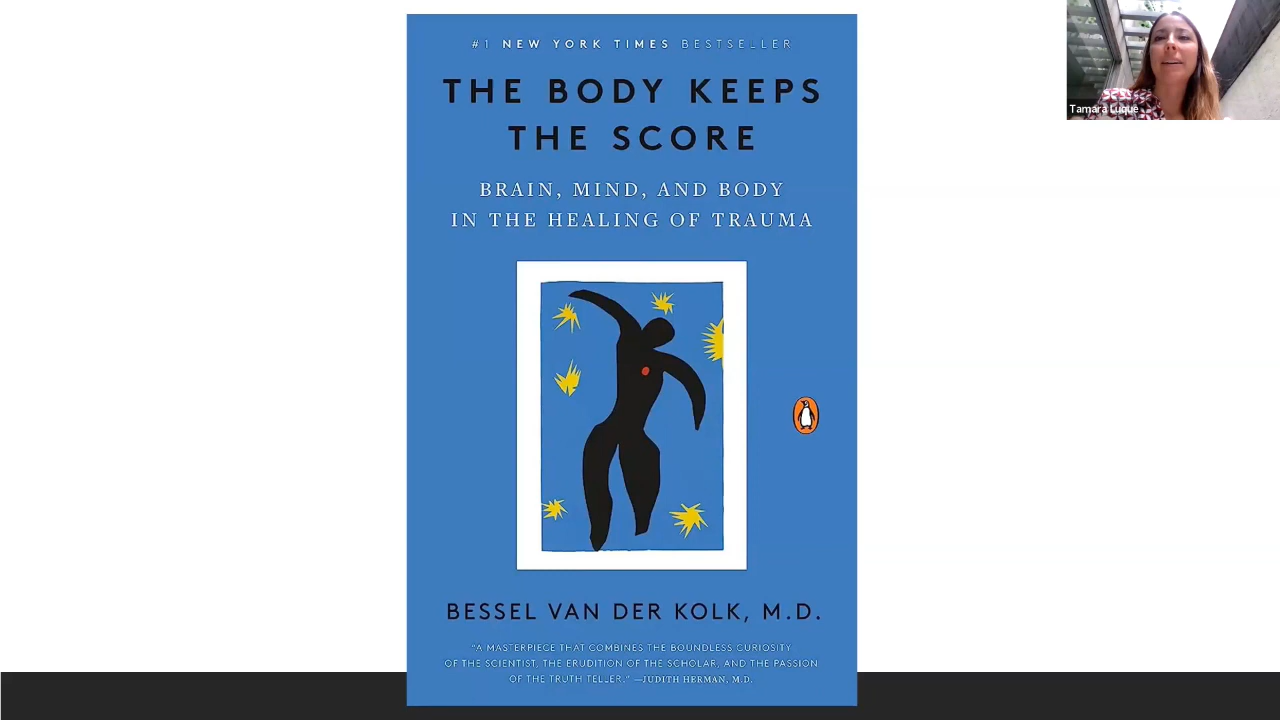 #1 NEW YORK TIMES BESTSELLER
THE BODY KEEPS
THE SCORE
BRAIN, MIND, AND BODY
IN THE HEALING OF TRAUMA
BESSEL VAN DER KOLK, M.D.
"A MASTERPIECE THAT COMBINES THE BOUNDLESS CURIOSITY
OF THE SCIENTIST, THE ERUDITION OF THE SCHOLAR, AND THE PASSION
OF THE TRUTH TELLER." —JUDITH HERMAN, M.D.
Tamara Luque